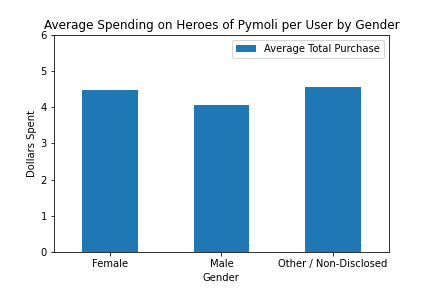 Average Spending on Heroes of Pymoli per User by Gender
Average Total Purchase
6
5
4
3
2
1
0
Dollars Spent
Female Male Other / Non-Disclosed
Gender